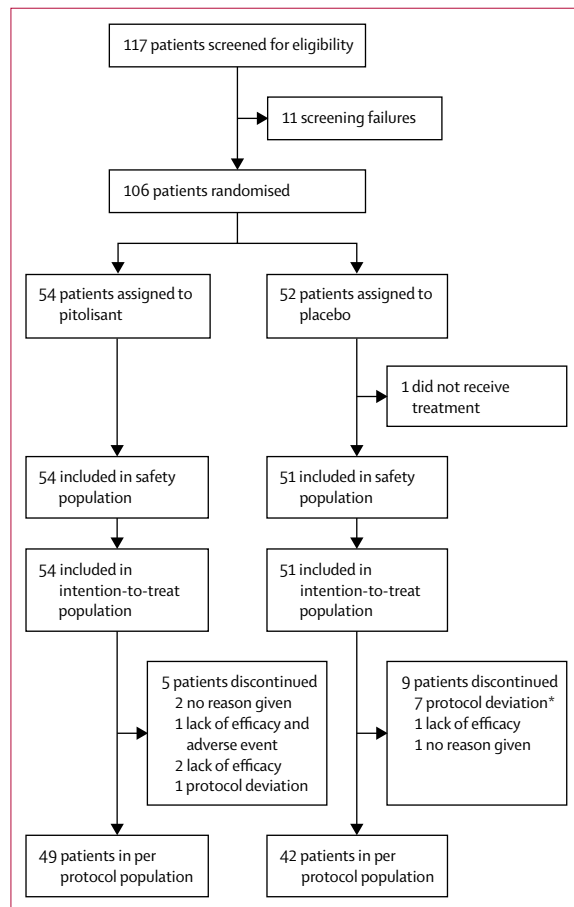 117 patients screened for eligibility
11 screening failures
106 patients randomised
54 patients assigned to
pitolisant
52 patients assigned to
placebo
1 did not receive
treatment
54 included in safety
population
51 included in safety
population
54 included in
intention-to-treat
population
51 included in
intention-to-treat
population
5 patients discontinued
2 no reason given
1 lack of efficacy and
adverse event
2 lack of efficacy
1 protocol deviation
9 patients discontinued
7 protocol deviation*
1 lack of efficacy
1 no reason given
49 patients in per
protocol population
42 patients in per
protocol population